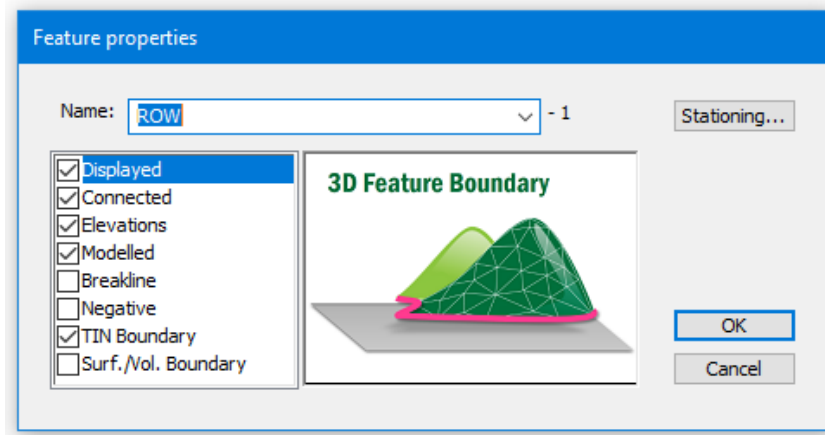 Feature properties
Name: ROW - 1 Stationing...
Displayed
Connected
Elevations
Modelled
Breakline
Negative
TIN Boundary
Surf./Vol. Boundary
3D Feature Boundary
OK
Cancel